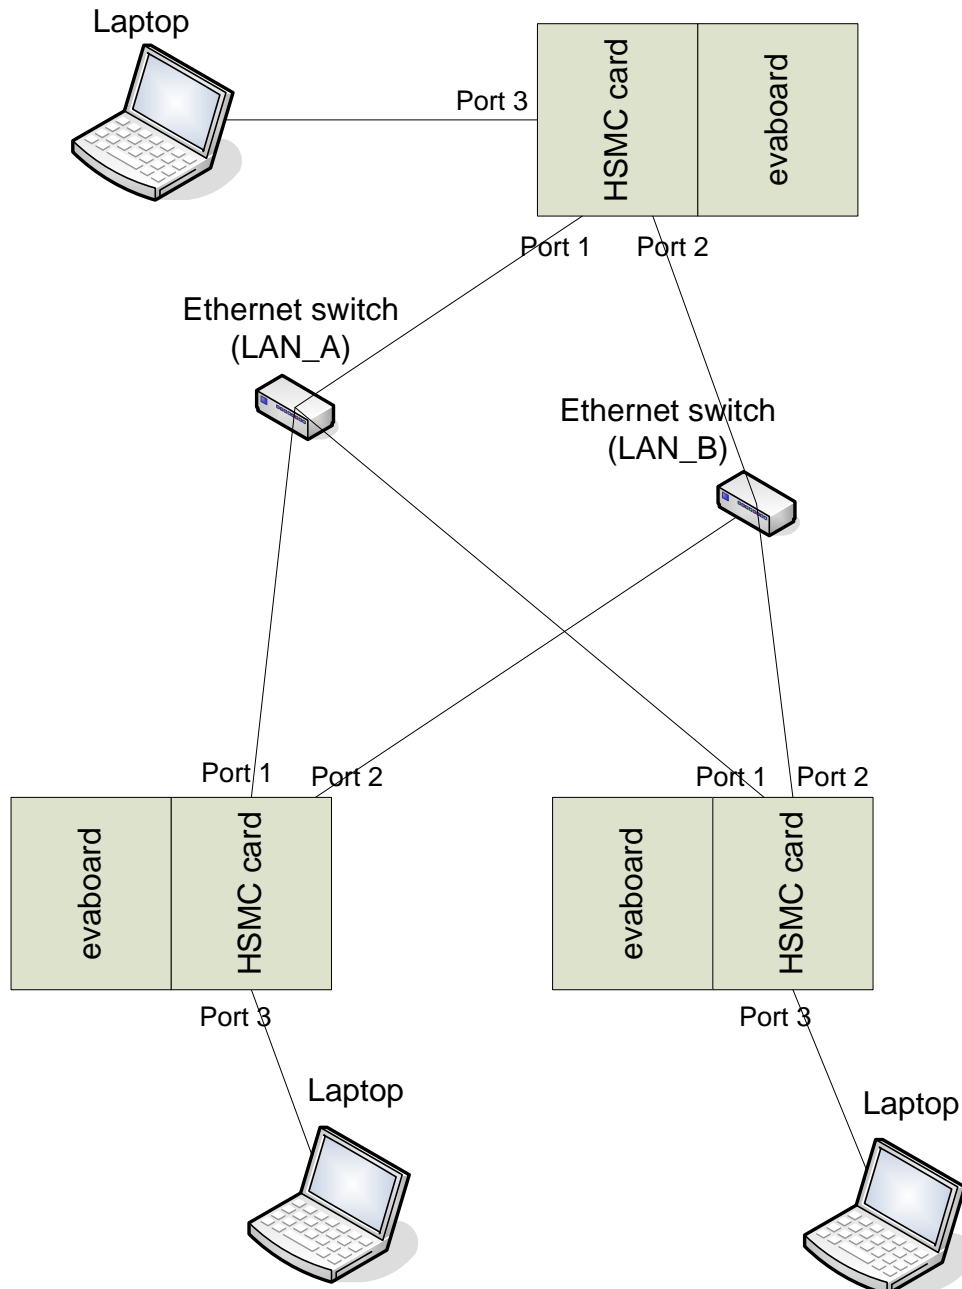 Laptop
Port 3
HSMC card
evaboard
Port 1
Port 2
Ethernet switch
(LAN_A)
Ethernet switch
(LAN_B)
Port 1
Port 2
Port 1
Port 2
evaboard
HSMC card
evaboard
HSMC card
Port 3
Port 3
Laptop
Laptop